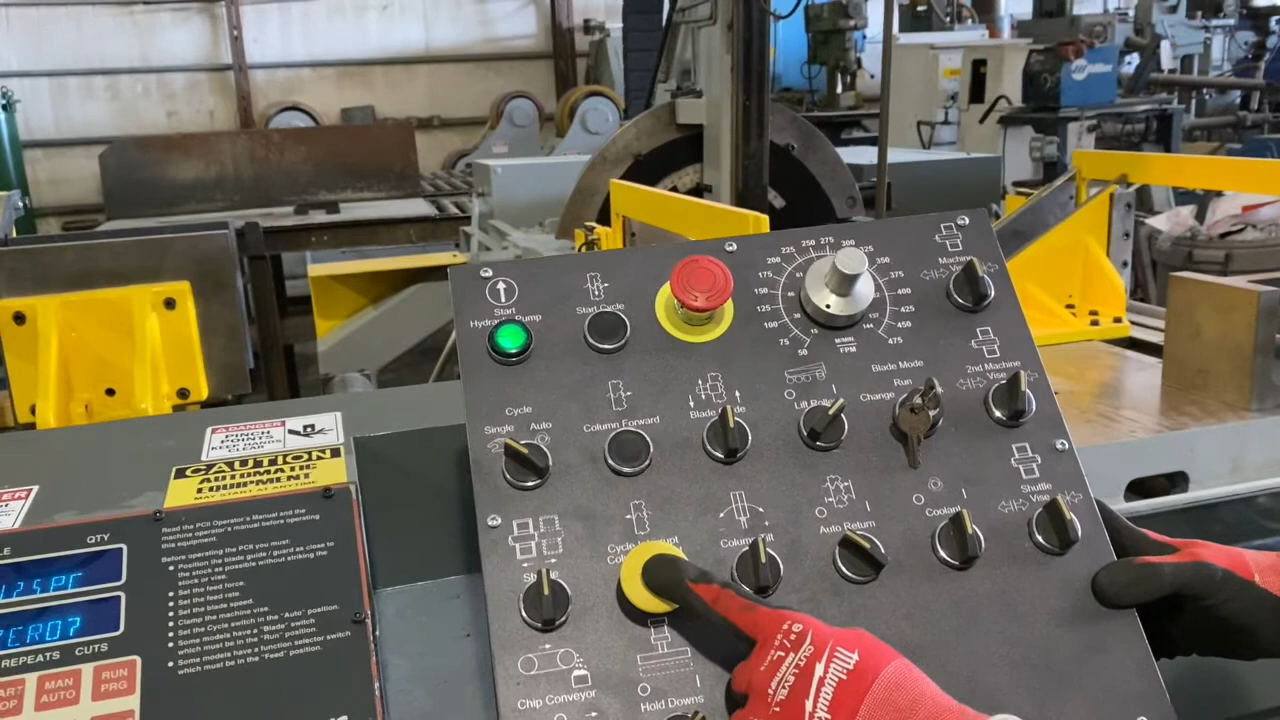 Miller
Start
Hydraulic Pump
Start Cycle
50
75
100
125
150
175
200
225
250
275
300
325
350
375
400
425
450
475
M/MIN
FPM
Machine
Vise
2nd Machine
Vise
Blade Mode
Run
Change
Cycle
Single Auto
Column Forward
Blade Guide
Lift Roller
Shuttle
Vise
Shuttle
Cycle Interrupt
Column Tilt
Auto Return
Coolant
Chip Conveyor
Hold Downs
DANGER
PINCH
POINTS
KEEP HANDS
CLEAR
CAUTION
AUTOMATIC
EQUIPMENT
MAY START AT ANYTIME
Read the PCII Operator's Manual and the
machine operator's manual before operating
this equipment.
Before operating the PCII you must:
Position the blade guide / guard as close to
the stock as possible without striking the
stock or vise.
Set the feed force.
Set the feed rate.
Set the blade speed.
Clamp the machine vise.
Set the Cycle switch in the "Auto" position.
Some models have a "Blade" switch
which must be in the "Run" position.
Some models have a function selector switch
which must be in the "Feed" position.
QTY
ZERO?
REPEATS CUTS
MAN
AUTO
RUN
PRG
9"/L
CUT LEVEL 1
Milwauk